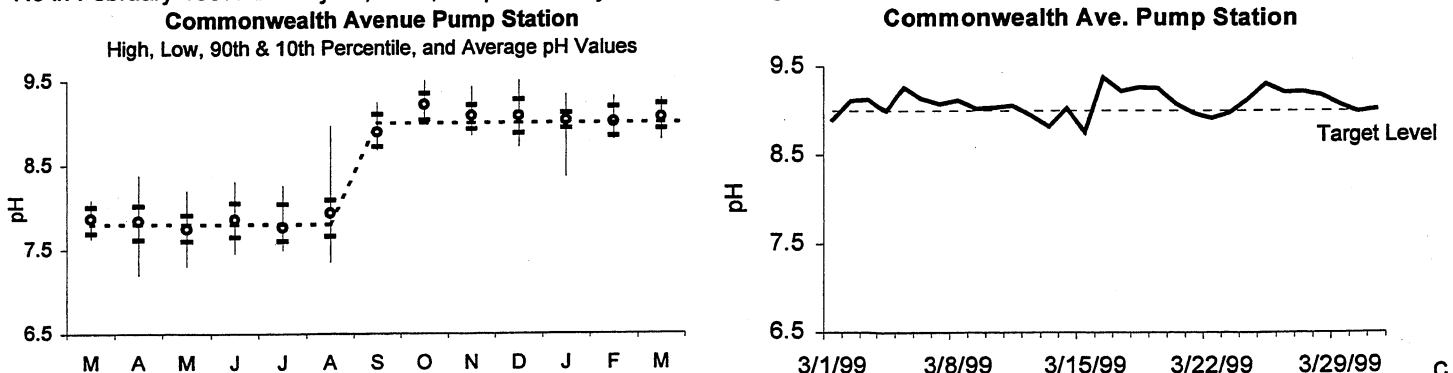 Commonwealth Avenue Pump Station
High, Low, 90th & 10th Percentile, and Average pH Values
9.5
8.5
7.5
6.5
pH
M A M J J A S O N D J F M
Commonwealth Ave. Pump Station
9.5
8.5
7.5
6.5
pH
Target Level
3/1/99 3/8/99 3/15/99 3/22/99 3/29/99